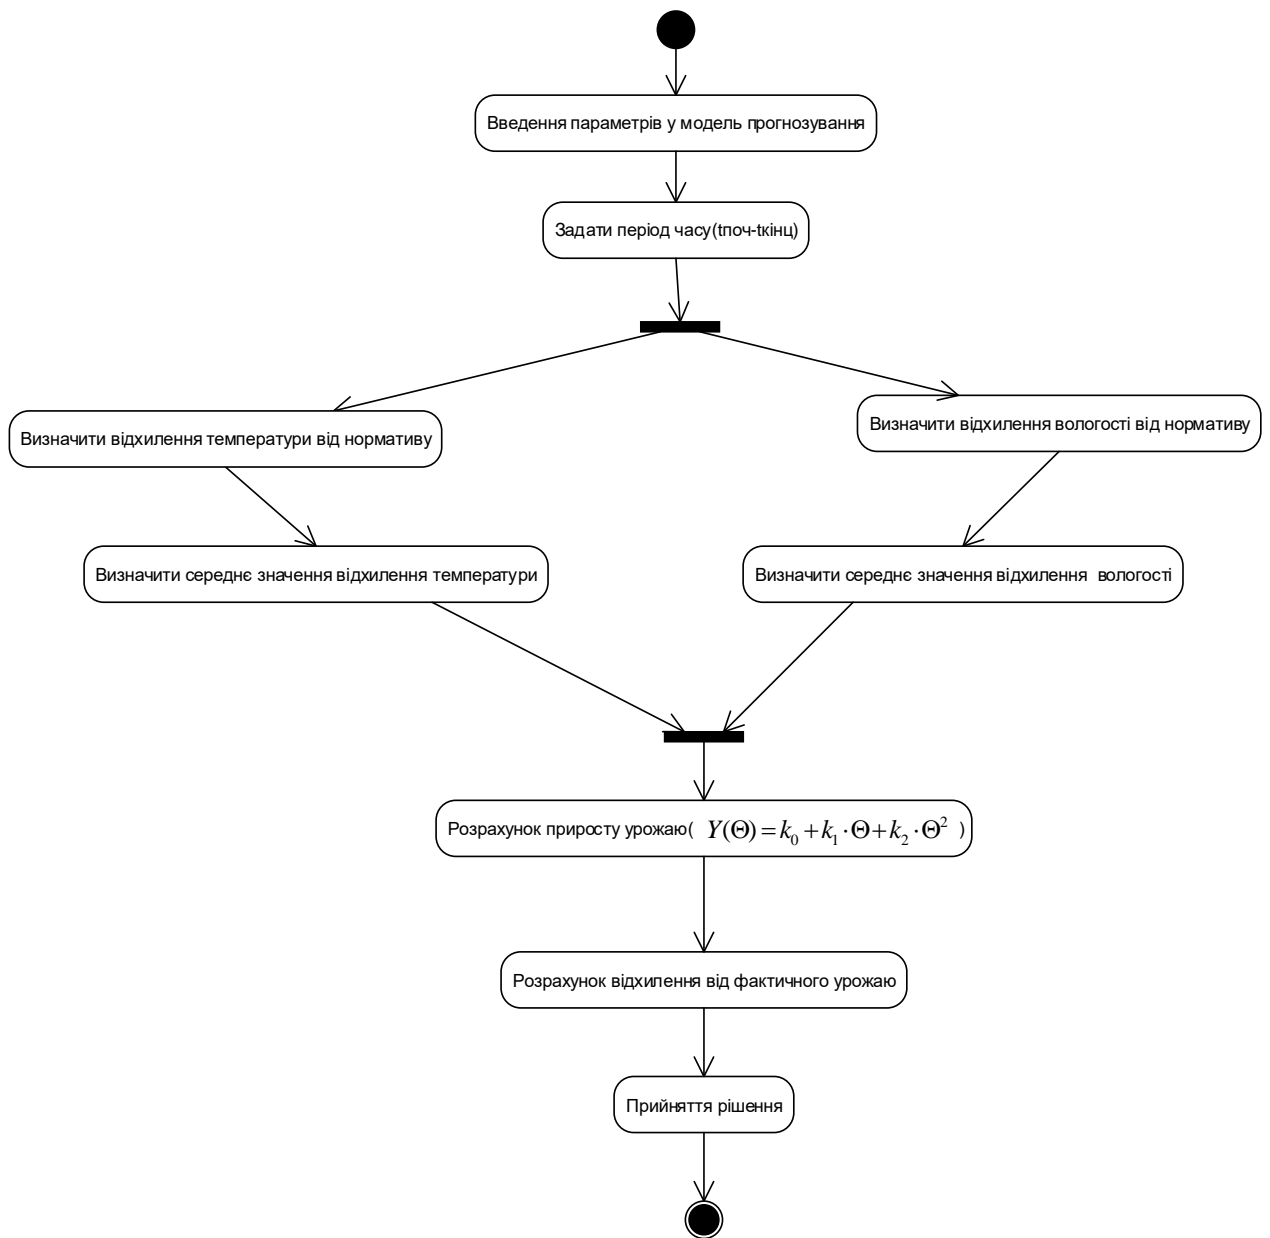 Введення параметрів у модель прогнозування
Задати період часу(tпоч-tкінц)
Визначити відхилення температури від нормативу
Визначити відхилення вологості від нормативу
Визначити середнє значення відхилення температури
Визначити середнє значення відхилення вологості
Розрахунок приросту урожаю( Y(Θ)=k₀+k₁·Θ+k₂·Θ² )
Розрахунок відхилення від фактичного урожаю
Прийняття рішення